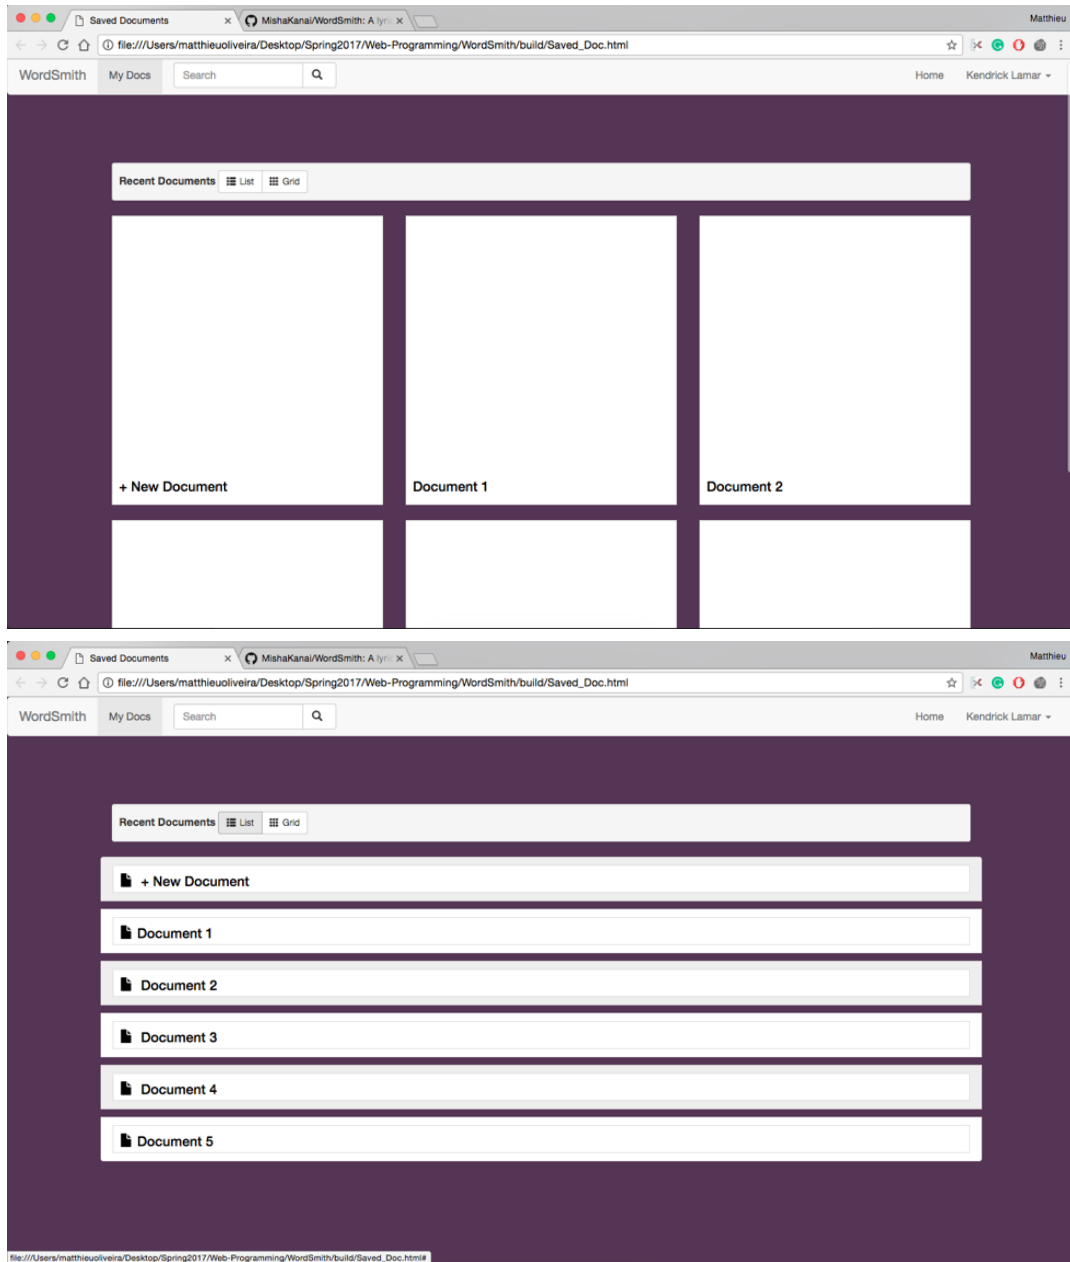 Saved Documents
MishaKanai/WordSmith: A lyri
Matthieu
file:///Users/matthieuoliveira/Desktop/Spring2017/Web-Programming/WordSmith/build/Saved_Doc.html
WordSmith My Docs Search Home Kendrick Lamar
Recent Documents List Grid
+ New Document Document 1 Document 2
Saved Documents
MishaKanai/WordSmith: A lyri
Matthieu
file:///Users/matthieuoliveira/Desktop/Spring2017/Web-Programming/WordSmith/build/Saved_Doc.html
WordSmith My Docs Search Home Kendrick Lamar
Recent Documents List Grid
+ New Document
Document 1
Document 2
Document 3
Document 4
Document 5
file:///Users/matthieuoliveira/Desktop/Spring2017/Web-Programming/WordSmith/build/Saved_Doc.html#